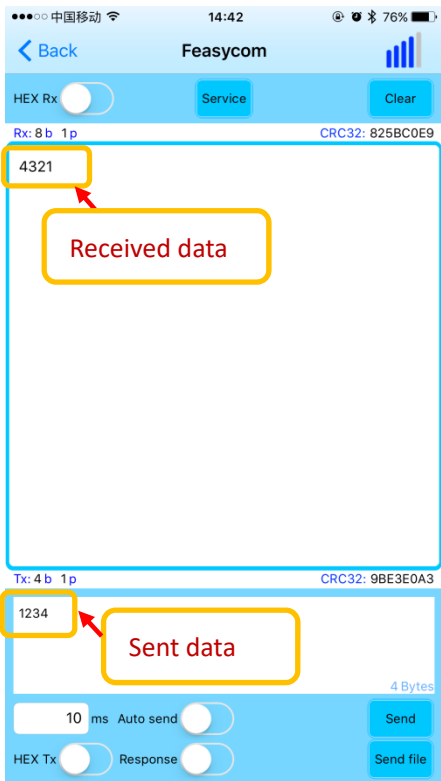 中国移动 14:42 76%
Back Feasycom
HEX Rx Service Clear
Rx: 8 b 1 p CRC32: 825BC0E9
4321
Received data
Tx: 4 b 1 p CRC32: 9BE3E0A3
1234
Sent data
4 Bytes
10 ms Auto send Send
HEX Tx Response Send file